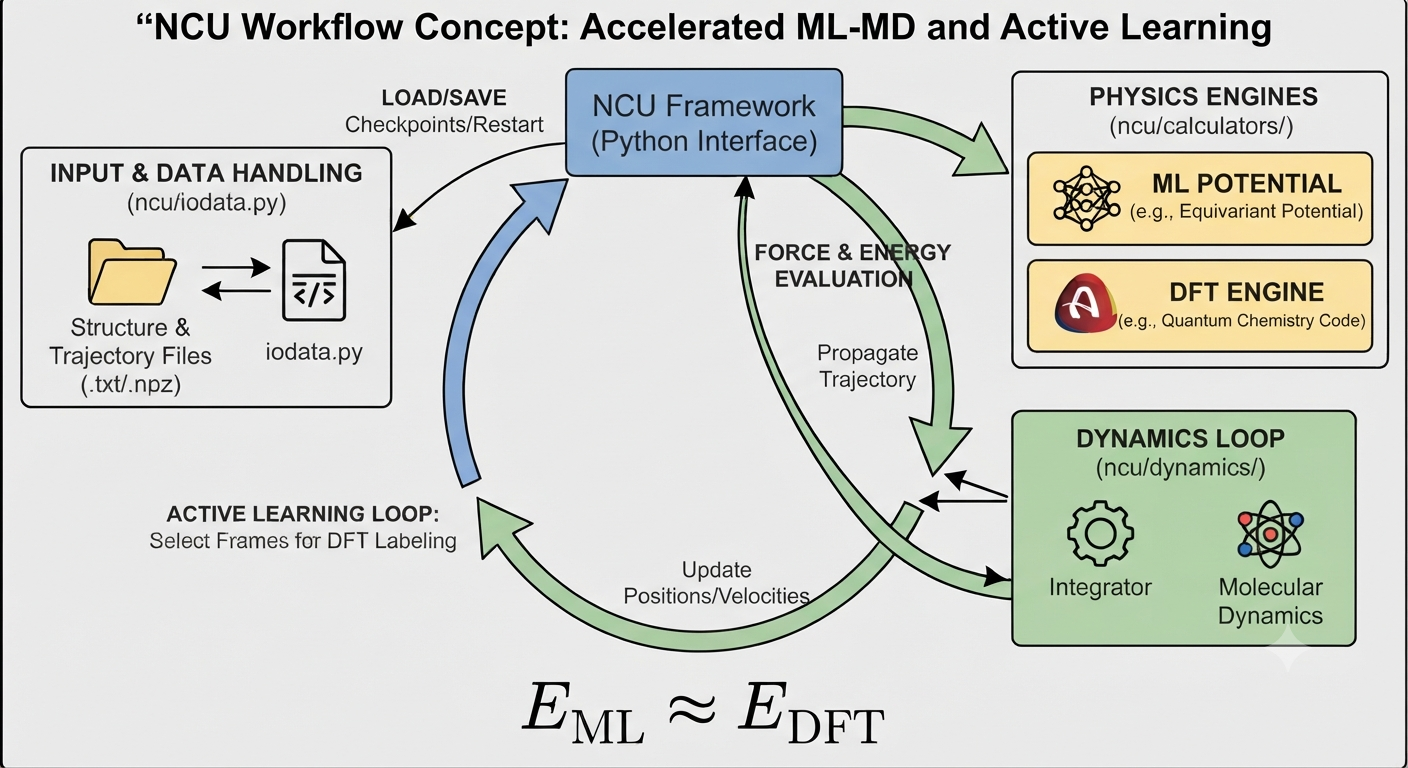 “NCU Workflow Concept: Accelerated ML-MD and Active Learning
LOAD/SAVE
Checkpoints/Restart
NCU Framework
(Python Interface)
INPUT & DATA HANDLING
(ncu/iodata.py)
</>
Structure &
Trajectory Files
(.txt/.npz)
iodata.py
PHYSICS ENGINES
(ncu/calculators/)
ML POTENTIAL
(e.g., Equivariant Potential)
A
DFT ENGINE
(e.g., Quantum Chemistry Code)
FORCE & ENERGY
EVALUATION
Propagate
Trajectory
DYNAMICS LOOP
(ncu/dynamics/)
Integrator
Molecular
Dynamics
ACTIVE LEARNING LOOP:
Select Frames for DFT Labeling
Update
Positions/Velocities
E_ML ≈ E_DFT